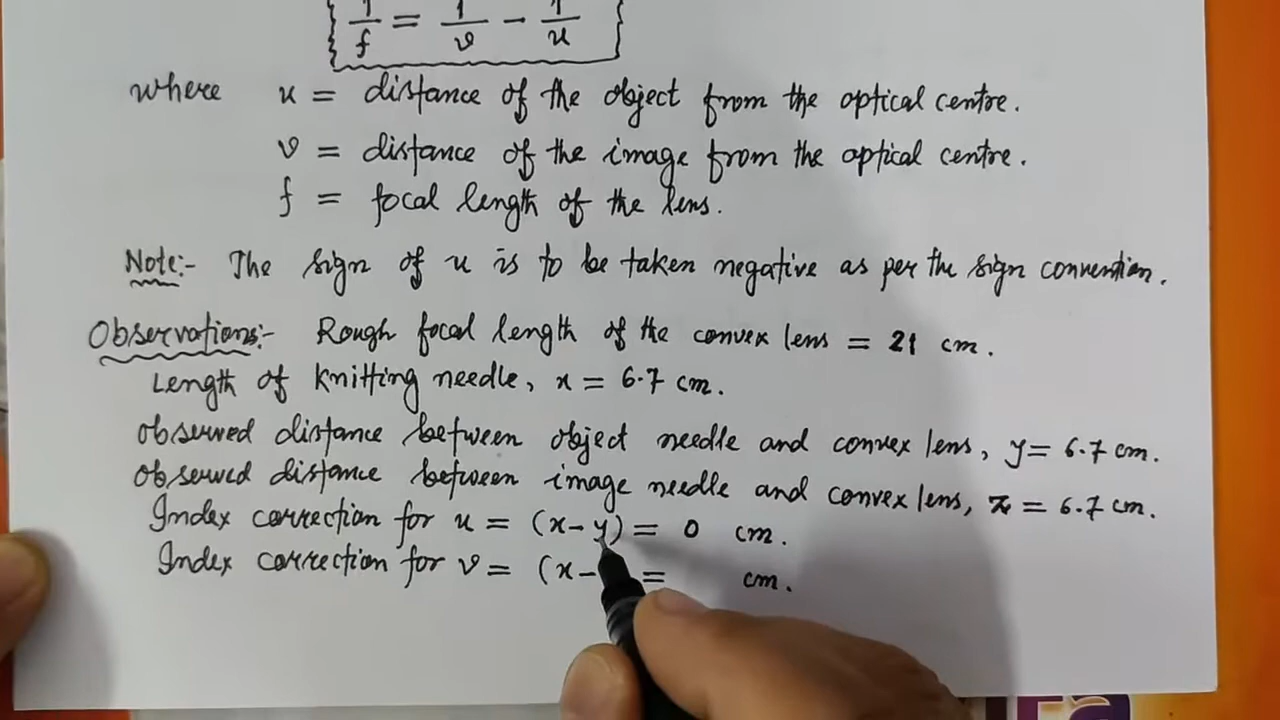 1/f = 1/v - 1/u
where u = distance of the object from the optical centre.
v = distance of the image from the optical centre.
f = focal length of the lens.
Note:- The sign of u is to be taken negative as per the sign convention.
Observations:- Rough focal length of the convex lens = 21 cm.
Length of knitting needle, x = 6.7 cm.
Observed distance between object needle and convex lens, y = 6.7 cm.
Observed distance between image needle and convex lens, z = 6.7 cm.
Index correction for u = (x-y) = 0 cm.
Index correction for v = (x- = cm.